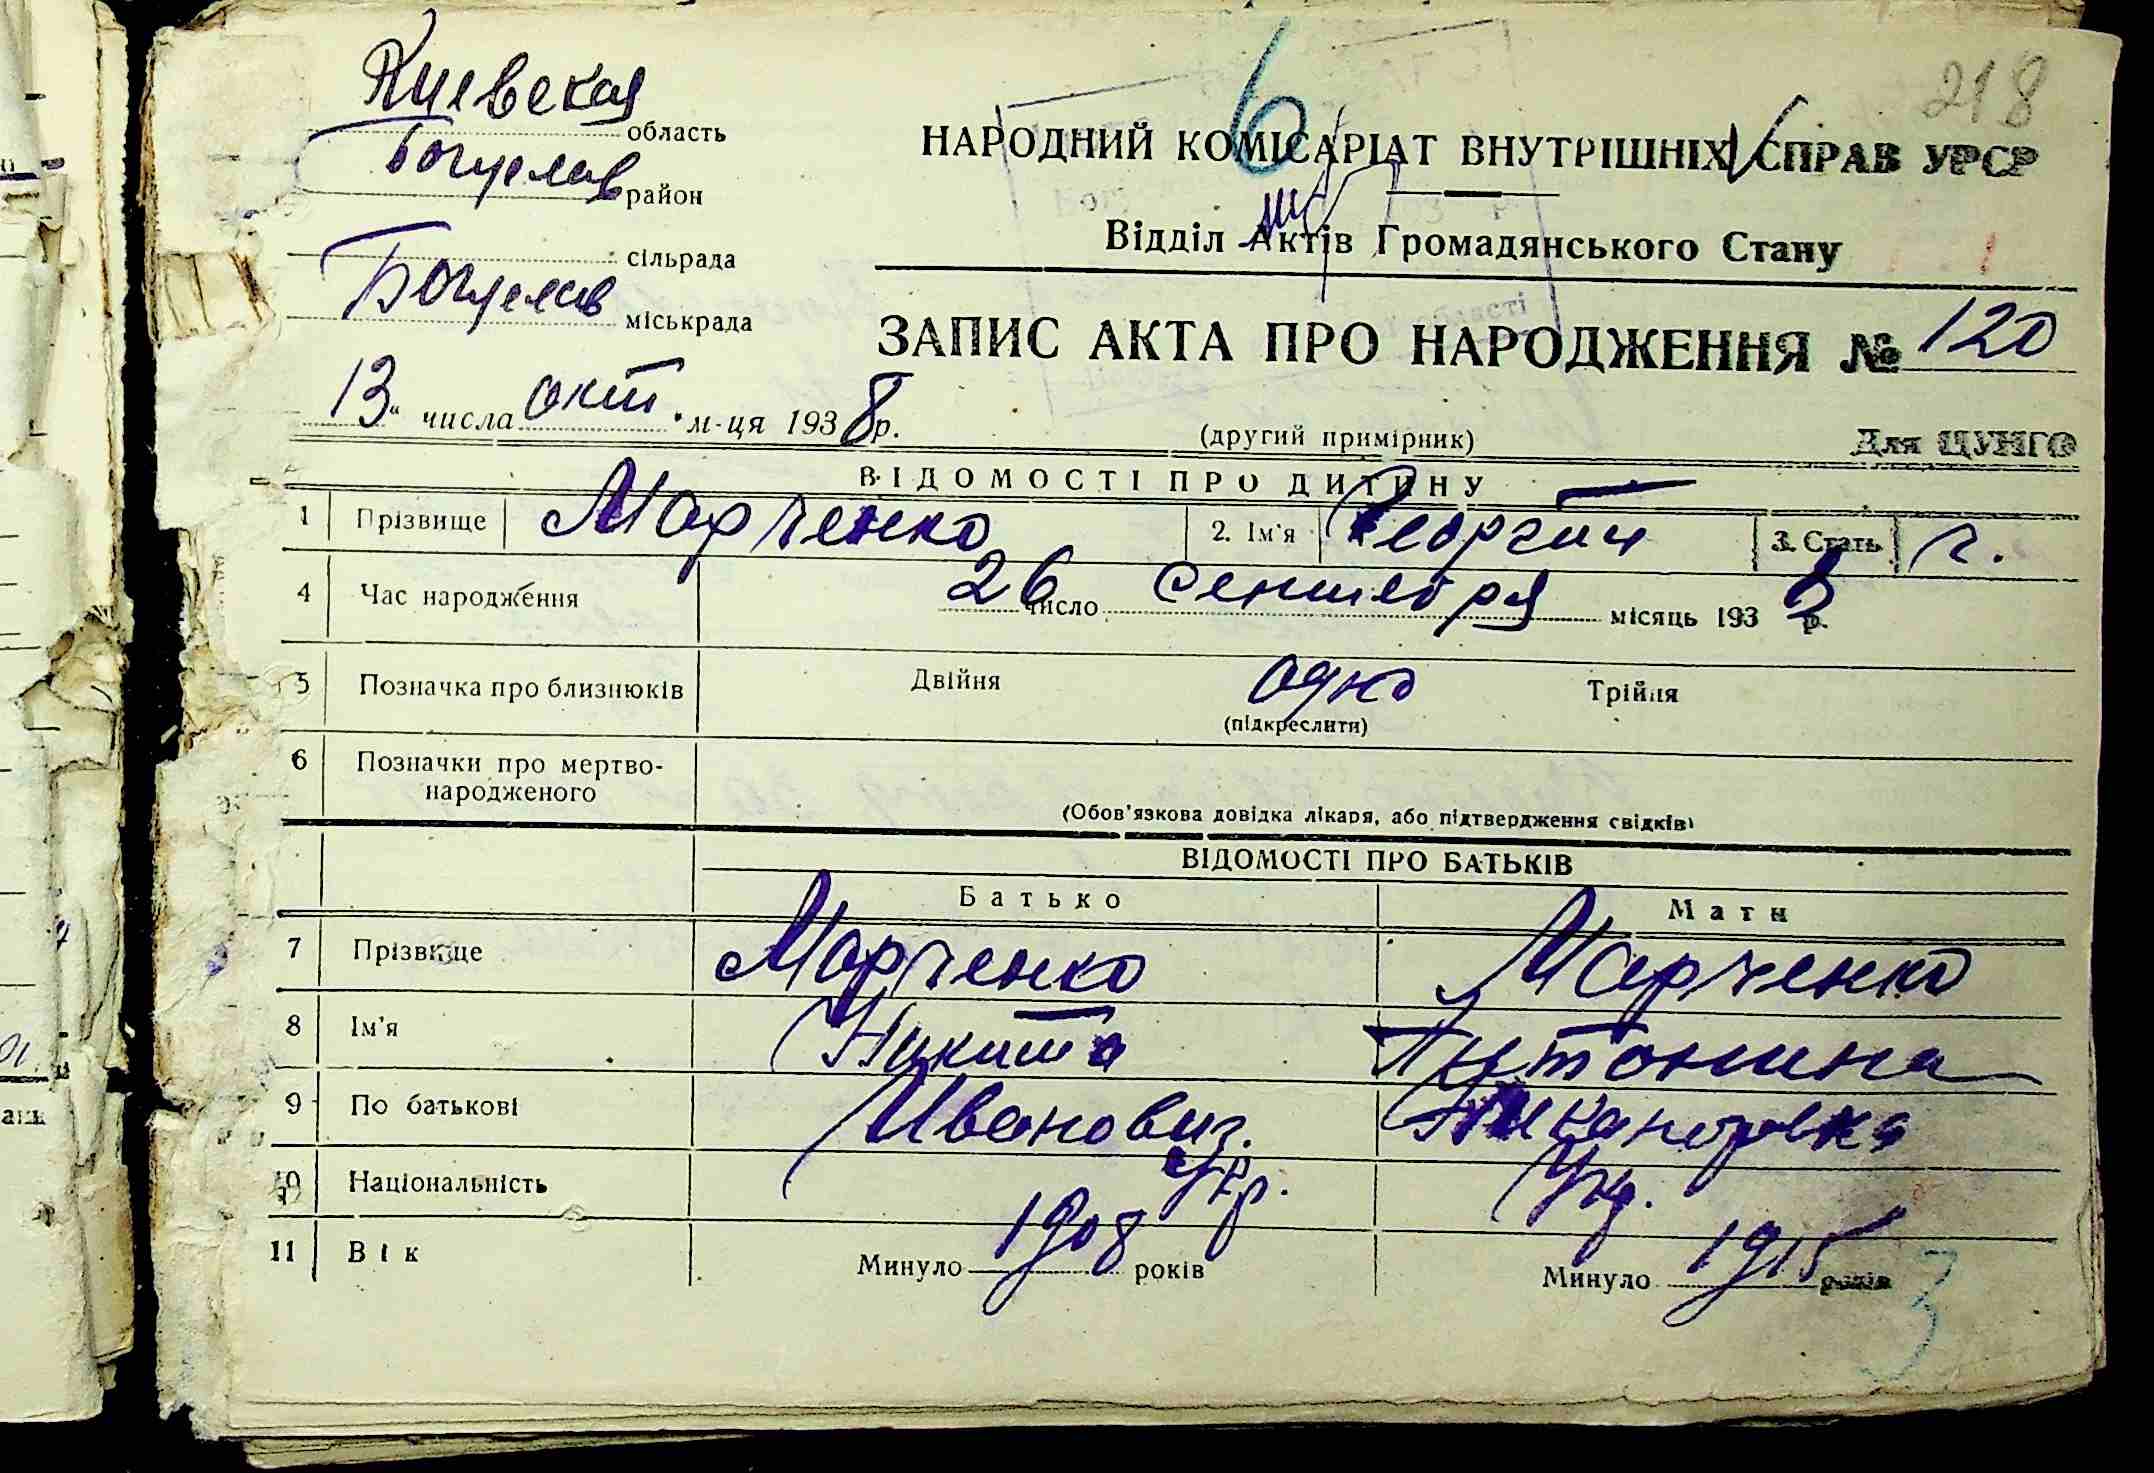 218
6
Киевская область
Богуслав район
сільрада
Богуслав міськрада
НАРОДНИЙ КОМІСАРІАТ ВНУТРІШНІХ СПРАВ УРСР
Відділ Актів Громадянського Стану
ЗАПИС АКТА ПРО НАРОДЖЕННЯ № 120
13 " числа окт. м-ця 1938 р.
(другий примірник)
Для ЦУНГО
ВІДОМОСТІ ПРО ДИТИНУ
1 Прізвище Марченко 2. Ім'я Георгий 3. Стать ч.
4 Час народження 26 число сентября місяць 1938 р.
5 Позначка про близнюків Двійня одно Трійня
(підкреслити)
6 Позначки про мертво-
народженого
(Обов'язкова довідка лікаря, або підтвердження свідків)
ВІДОМОСТІ ПРО БАТЬКІВ
Батько Мати
7 Прізвище Марченко Марченко
8 Ім'я Никита Антонина
9 По батькові Иванович. Никаноровна
10 Національність Укр. Укр.
11 Вік Минуло 1908 років Минуло 1915 років
3